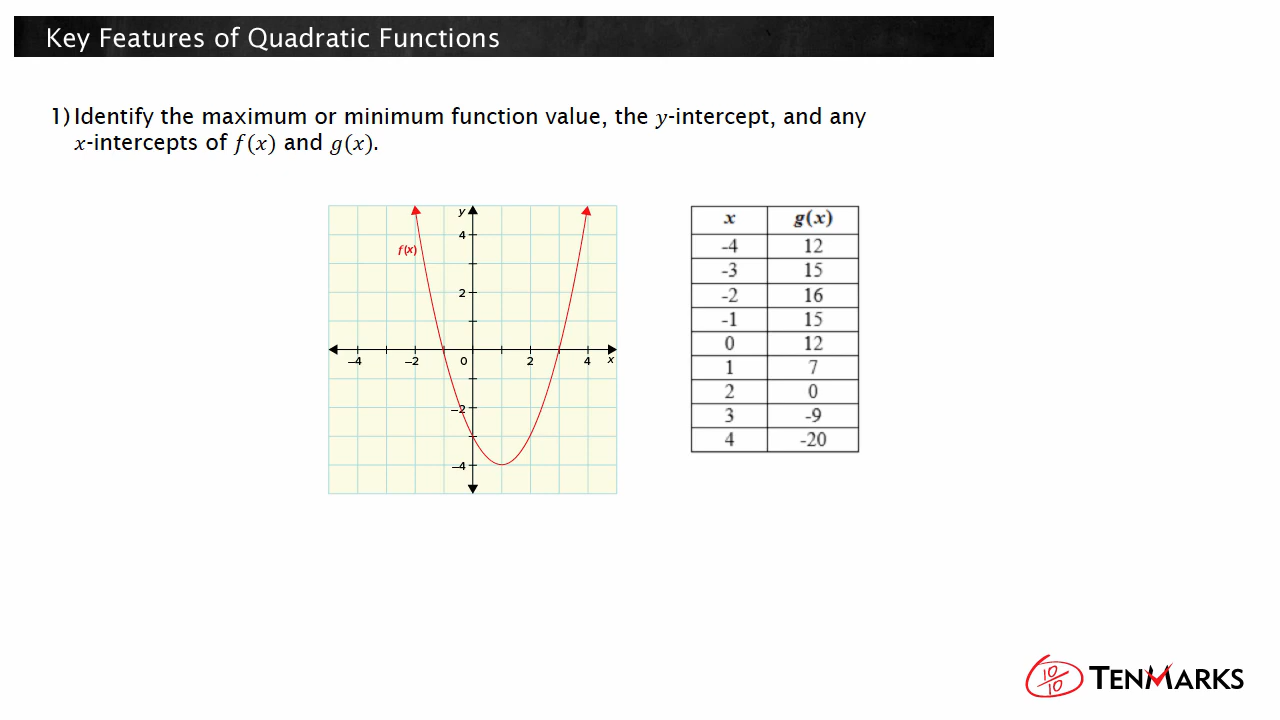 Key Features of Quadratic Functions
1) Identify the maximum or minimum function value, the y-intercept, and any
x-intercepts of f(x) and g(x).
y
4
f(x)
2
-4 -2 0 2 4 x
-2
-4
x g(x)
-4 12
-3 15
-2 16
-1 15
0 12
1 7
2 0
3 -9
4 -20
10/10 TENMARKS